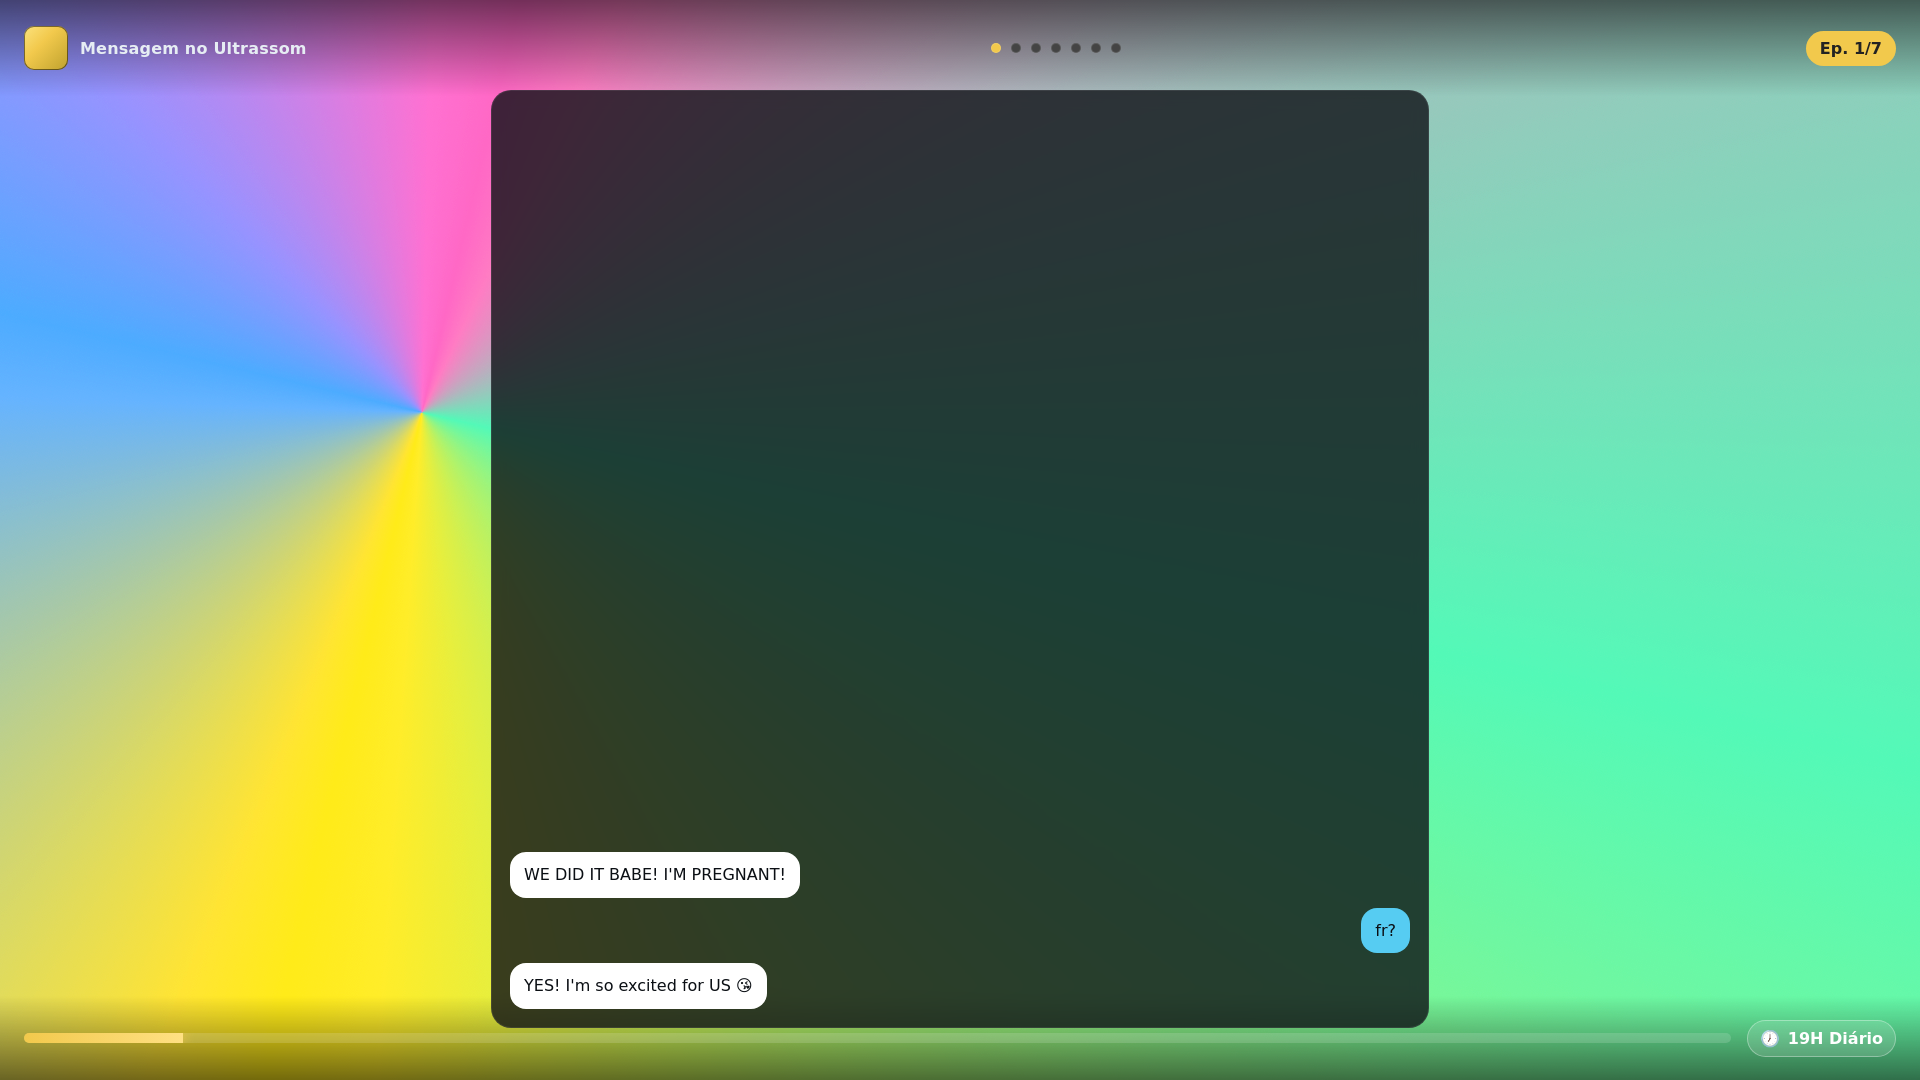 Mensagem no Ultrassom
Ep. 1/7
WE DID IT BABE! I'M PREGNANT!
fr?
YES! I'm so excited for US 😘
🕖 19H Diário